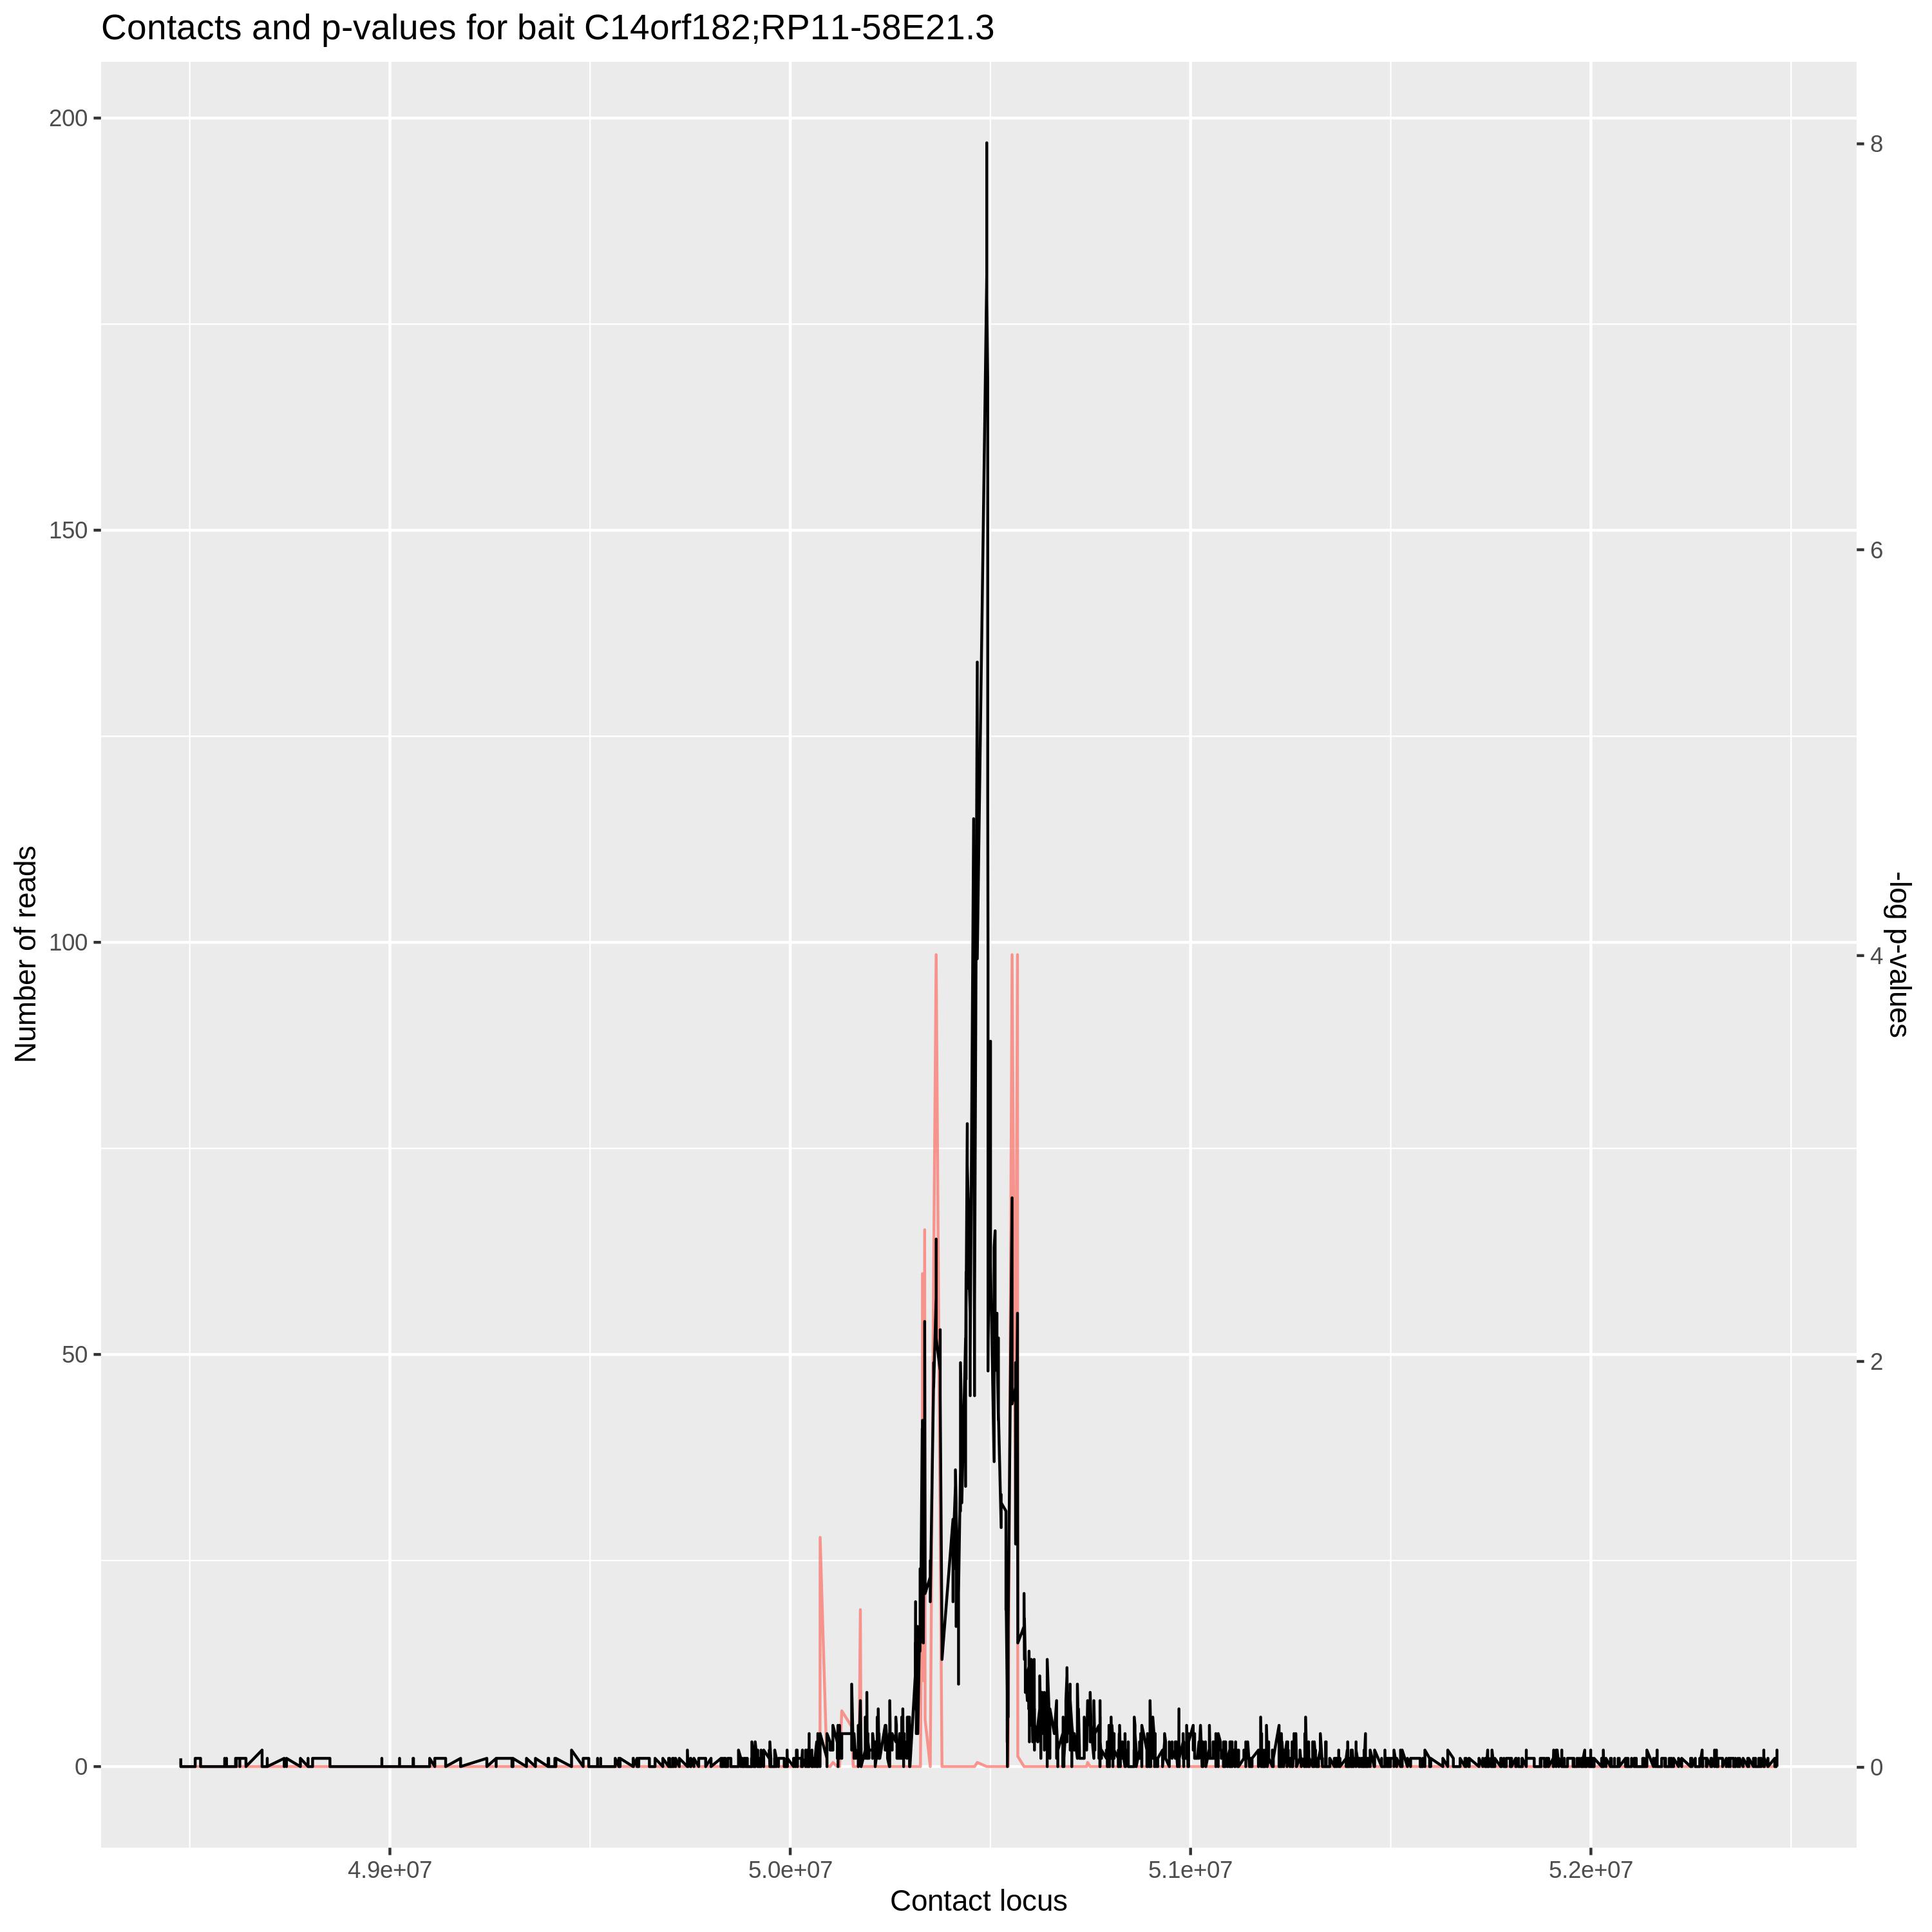 Contacts and p-values for bait C14orf182;RP11-58E21.3
200
150
100
50
0
Number of reads
8
6
4
2
0
-log p-values
4.9e+07
5.0e+07
5.1e+07
5.2e+07
Contact locus